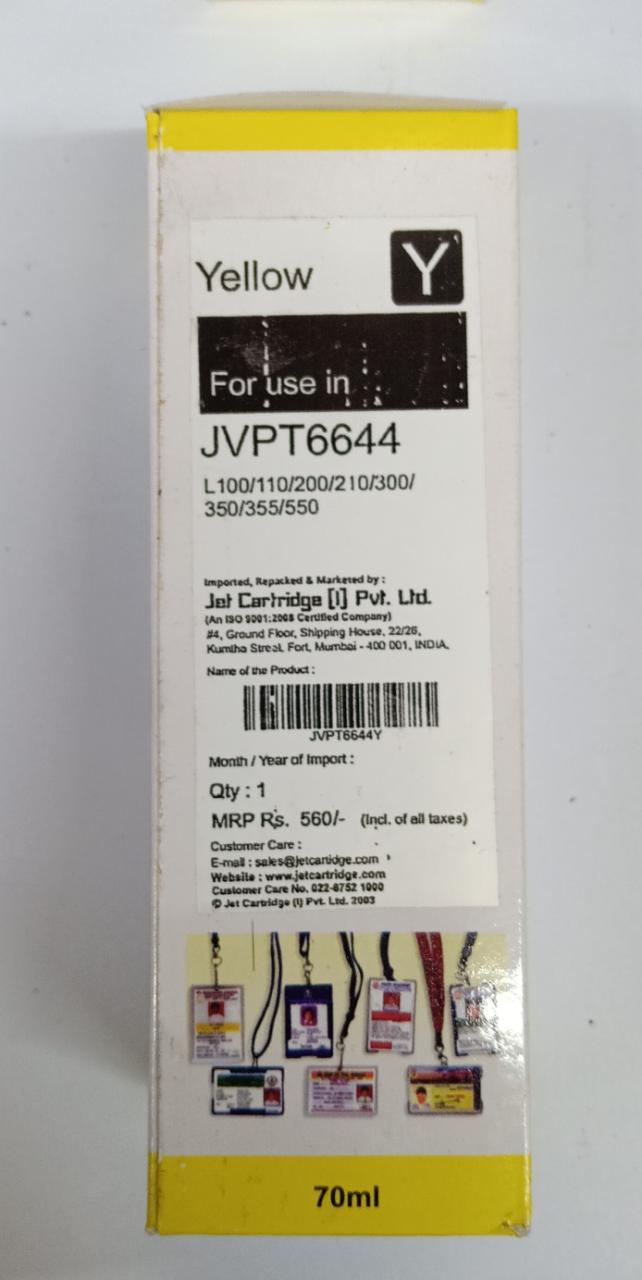 Yellow
Y
For use in
JVPT6644
L100/110/200/210/300/
350/355/550
Imported, Repacked & Marketed by :
Jet Cartridge [I] Pvt. Ltd.
(An ISO 9001:2008 Certified Company)
#4, Ground Floor, Shipping House, 22/26,
Kumtha Street, Fort, Mumbai - 400 001, INDIA.
Name of the Product :
JVPT6644Y
Month / Year of Import :
Qty : 1
MRP Rs. 560/- (Incl. of all taxes)
Customer Care :
E-mail : sales@jetcartidge.com
Website : www.jetcartridge.com
Customer Care No. 022-6752 1000
© Jet Cartridge (I) Pvt. Ltd. 2003
70ml